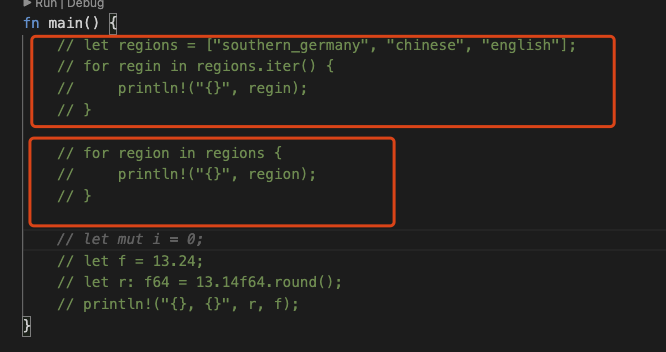 ▶ Run | Debug
fn main() {
// let regions = ["southern_germany", "chinese", "english"];
// for regin in regions.iter() {
//     println!("{}", regin);
// }
// for region in regions {
//     println!("{}", region);
// }
// let mut i = 0;
// let f = 13.24;
// let r: f64 = 13.14f64.round();
// println!("{}, {}", r, f);
}